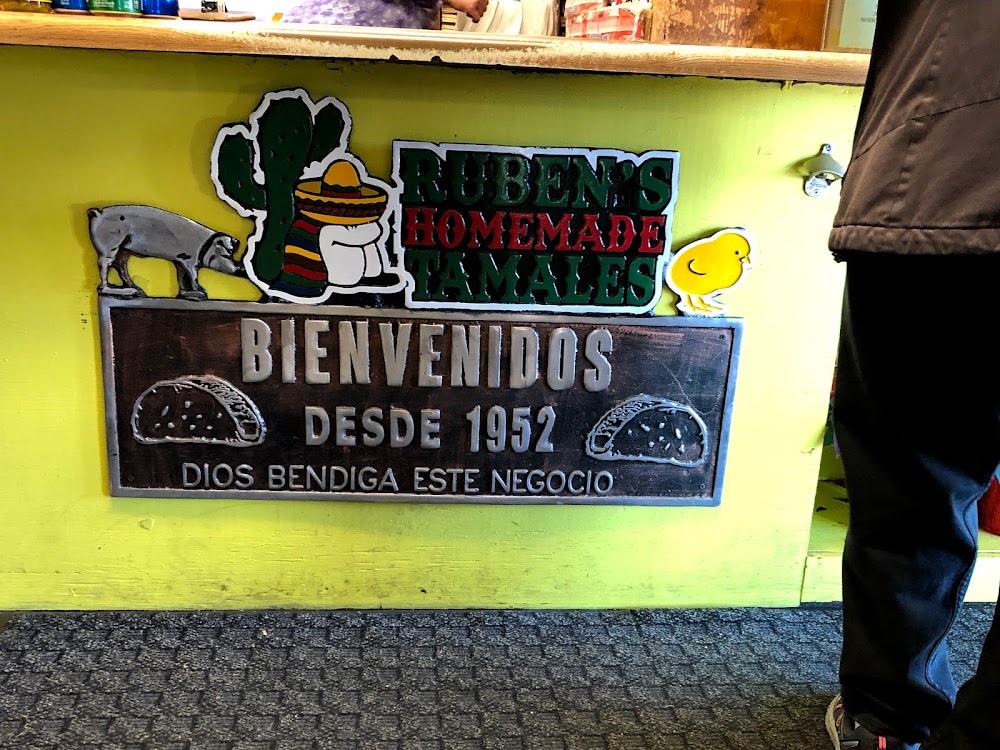 RUBEN'S
HOMEMADE
TAMALES
BIENVENIDOS
DESDE 1952
DIOS BENDIGA ESTE NEGOCIO